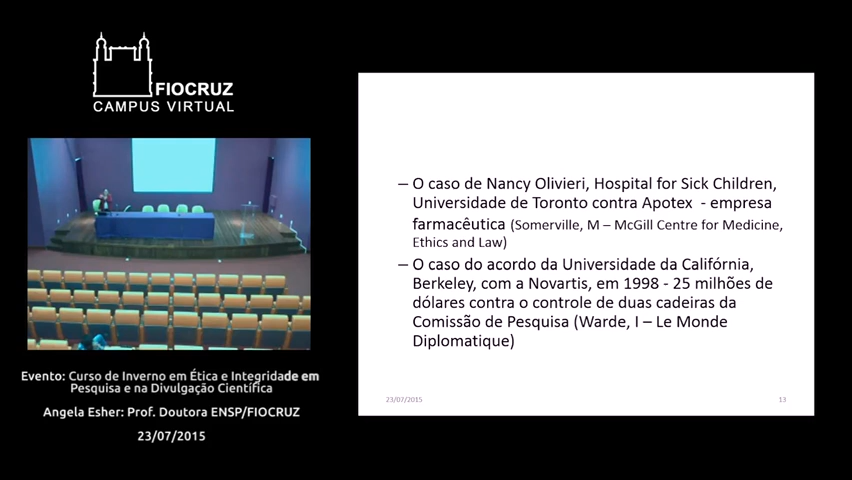 FIOCRUZ
CAMPUS VIRTUAL
Evento: Curso de Inverno em Ética e Integridade em
Pesquisa e na Divulgação Científica
Angela Esher: Prof. Doutora ENSP/FIOCRUZ
23/07/2015
– O caso de Nancy Olivieri, Hospital for Sick Children,
Universidade de Toronto contra Apotex - empresa
farmacêutica (Somerville, M – McGill Centre for Medicine,
Ethics and Law)
– O caso do acordo da Universidade da Califórnia,
Berkeley, com a Novartis, em 1998 - 25 milhões de
dólares contra o controle de duas cadeiras da
Comissão de Pesquisa (Warde, I – Le Monde
Diplomatique)
23/07/2015
13